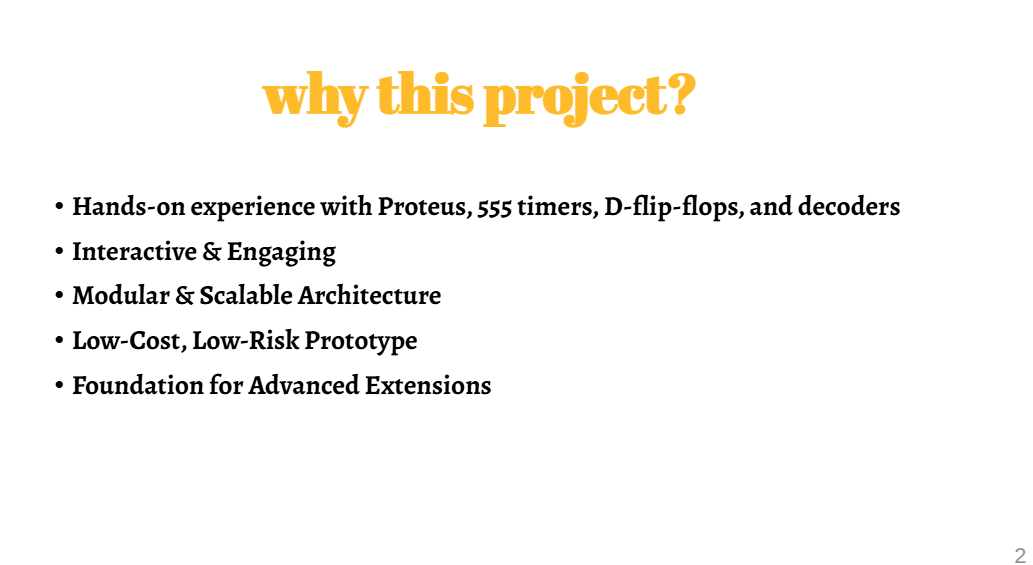 why this project?
• Hands-on experience with Proteus, 555 timers, D-flip-flops, and decoders
• Interactive & Engaging
• Modular & Scalable Architecture
• Low-Cost, Low-Risk Prototype
• Foundation for Advanced Extensions
2